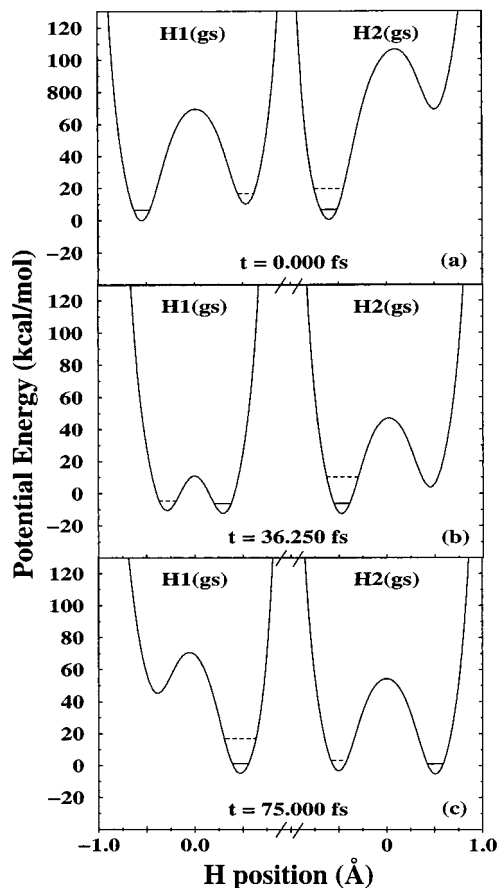 120
100
800
60
40
20
0
−20
H1(gs)
H2(gs)
t = 0.000 fs
(a)
120
100
80
60
40
20
0
−20
H1(gs)
H2(gs)
t = 36.250 fs
(b)
120
100
80
60
40
20
0
−20
H1(gs)
H2(gs)
t = 75.000 fs
(c)
−1.0
0.0
0.0
1.0
Potential Energy (kcal/mol)
H position (Å)